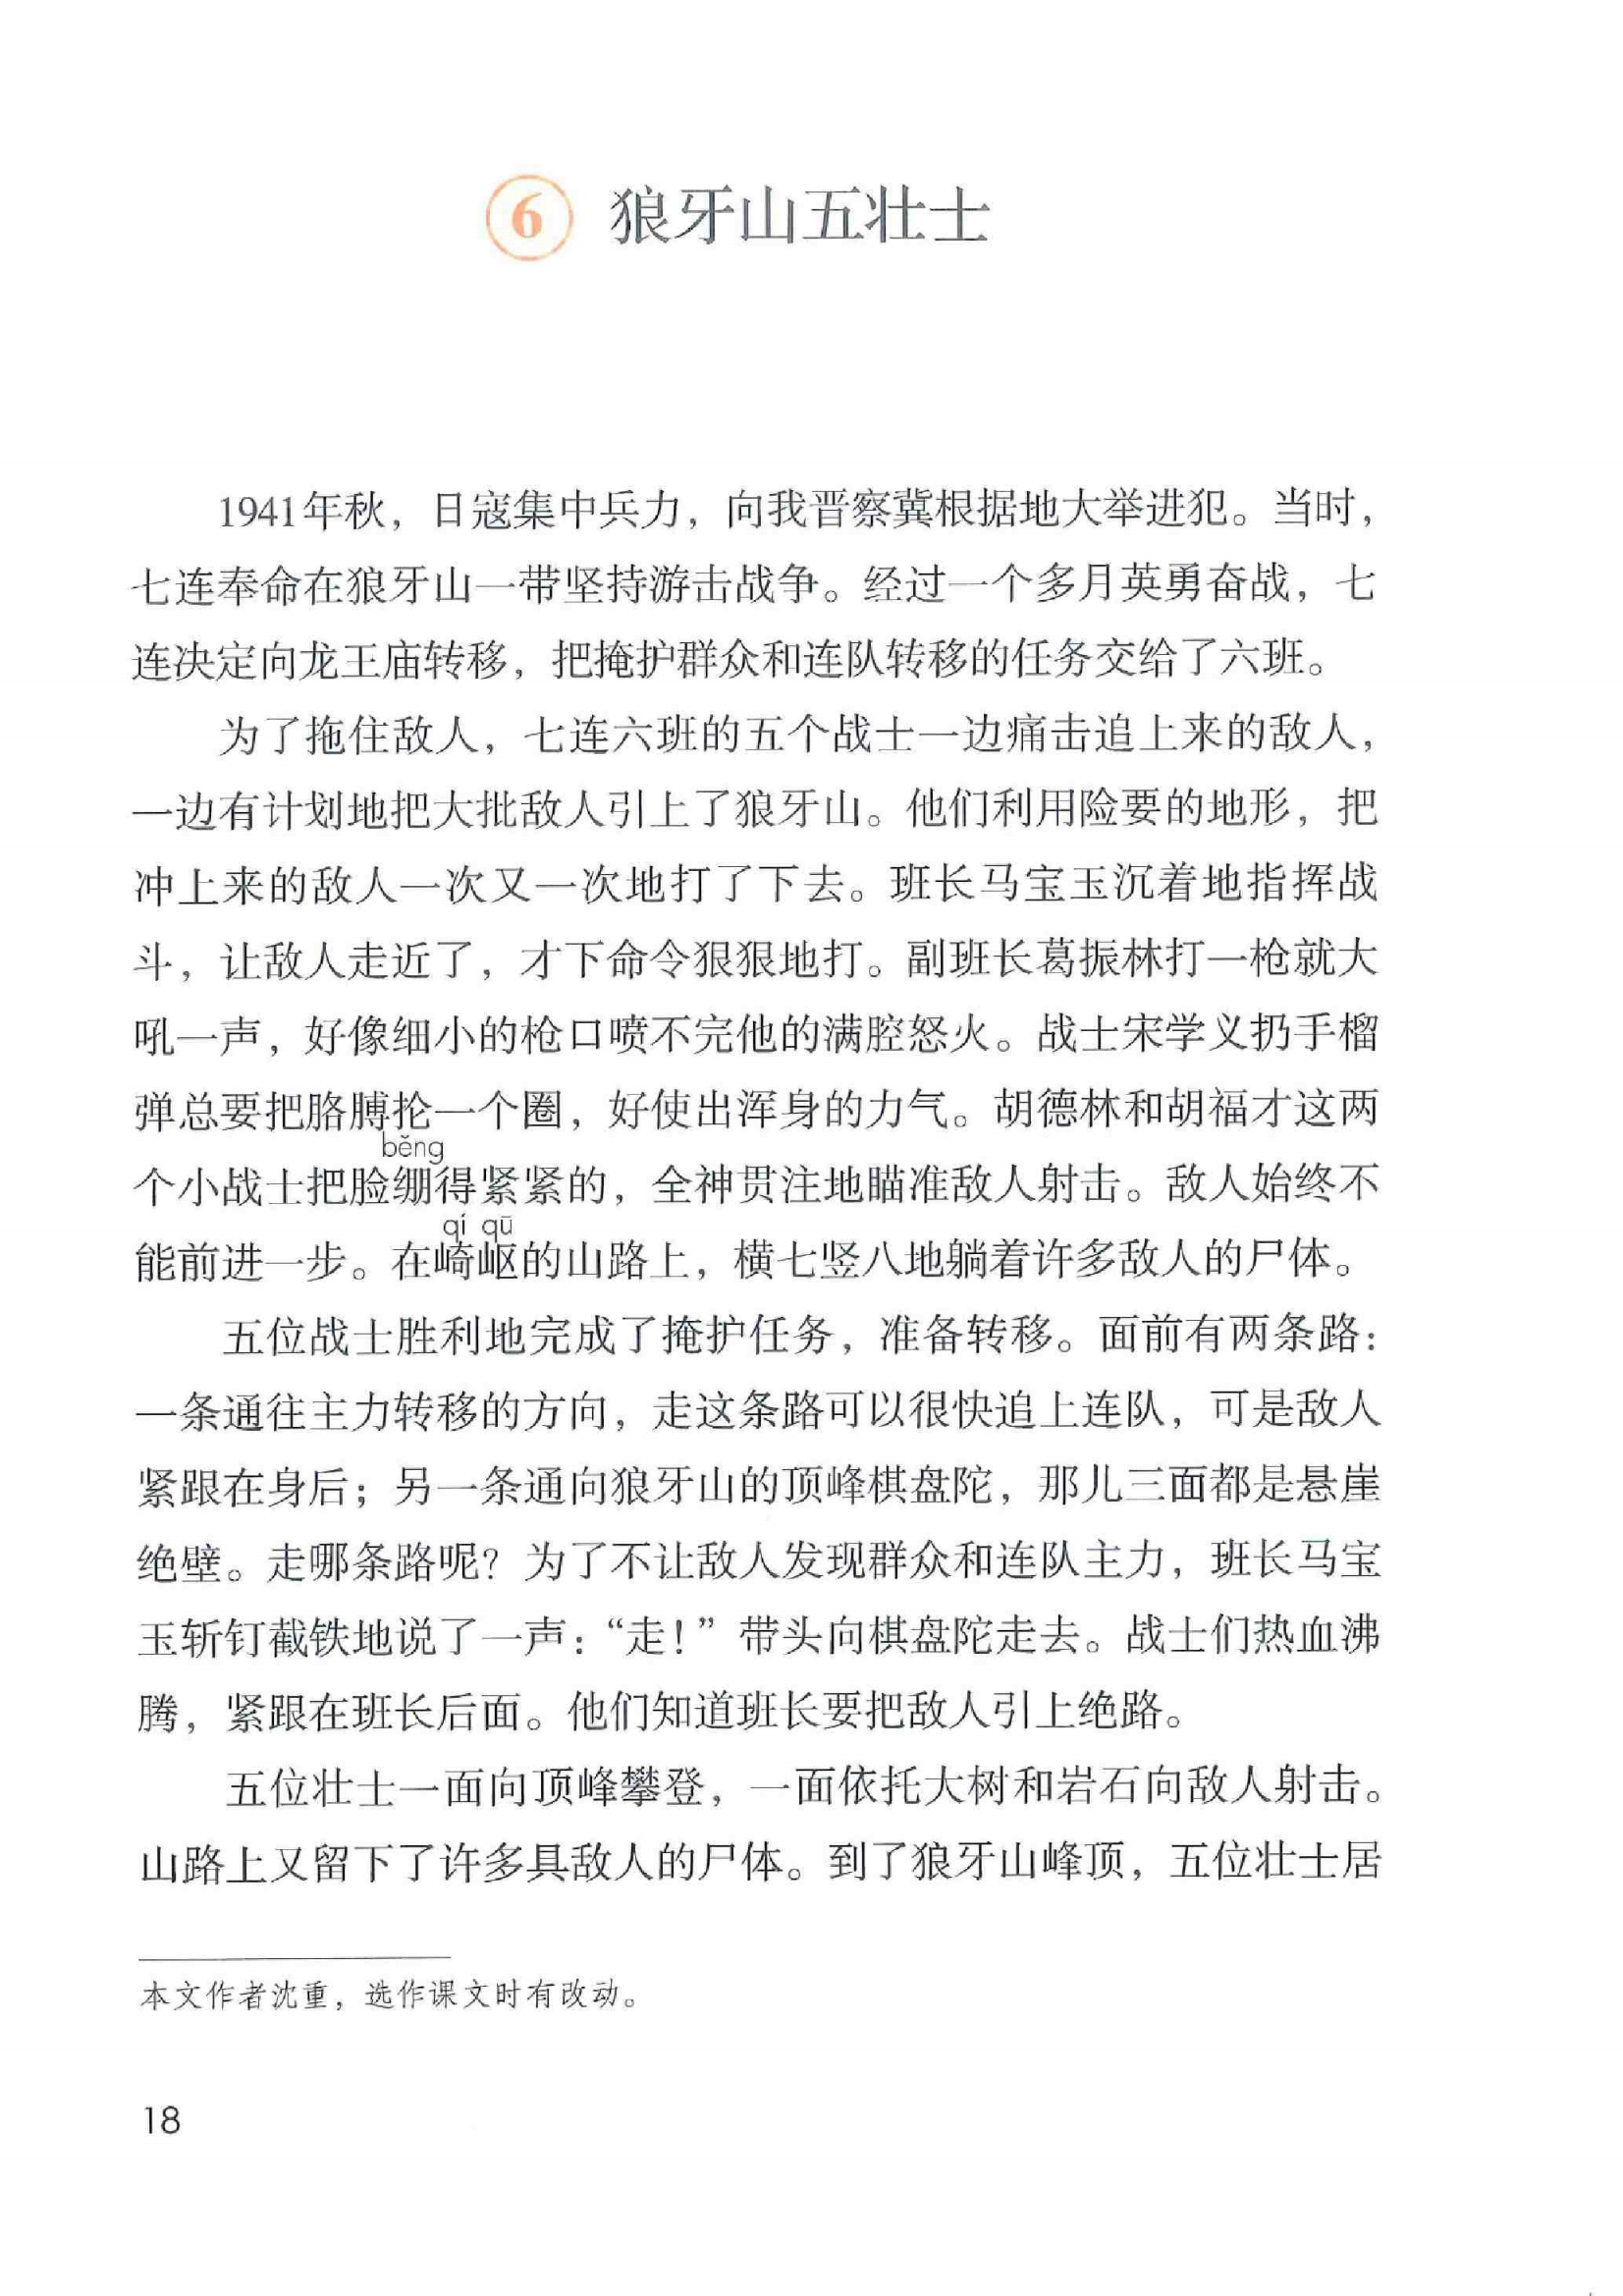 6 狼牙山五壮士
1941年秋，日寇集中兵力，向我晋察冀根据地大举进犯。当时，
七连奉命在狼牙山一带坚持游击战争。经过一个多月英勇奋战，七
连决定向龙王庙转移，把掩护群众和连队转移的任务交给了六班。
为了拖住敌人，七连六班的五个战士一边痛击追上来的敌人，
一边有计划地把大批敌人引上了狼牙山。他们利用险要的地形，把
冲上来的敌人一次又一次地打了下去。班长马宝玉沉着地指挥战
斗，让敌人走近了，才下命令狠狠地打。副班长葛振林打一枪就大
吼一声，好像细小的枪口喷不完他的满腔怒火。战士宋学义扔手榴
弹总要把胳膊抡一个圈，好使出浑身的力气。胡德林和胡福才这两
běng
个小战士把脸绷得紧紧的，全神贯注地瞄准敌人射击。敌人始终不
qí qū
能前进一步。在崎岖的山路上，横七竖八地躺着许多敌人的尸体。
五位战士胜利地完成了掩护任务，准备转移。面前有两条路：
一条通往主力转移的方向，走这条路可以很快追上连队，可是敌人
紧跟在身后；另一条通向狼牙山的顶峰棋盘陀，那儿三面都是悬崖
绝壁。走哪条路呢？为了不让敌人发现群众和连队主力，班长马宝
玉斩钉截铁地说了一声：“走！”带头向棋盘陀走去。战士们热血沸
腾，紧跟在班长后面。他们知道班长要把敌人引上绝路。
五位壮士一面向顶峰攀登，一面依托大树和岩石向敌人射击。
山路上又留下了许多具敌人的尸体。到了狼牙山峰顶，五位壮士居
本文作者沈重，选作课文时有改动。
18